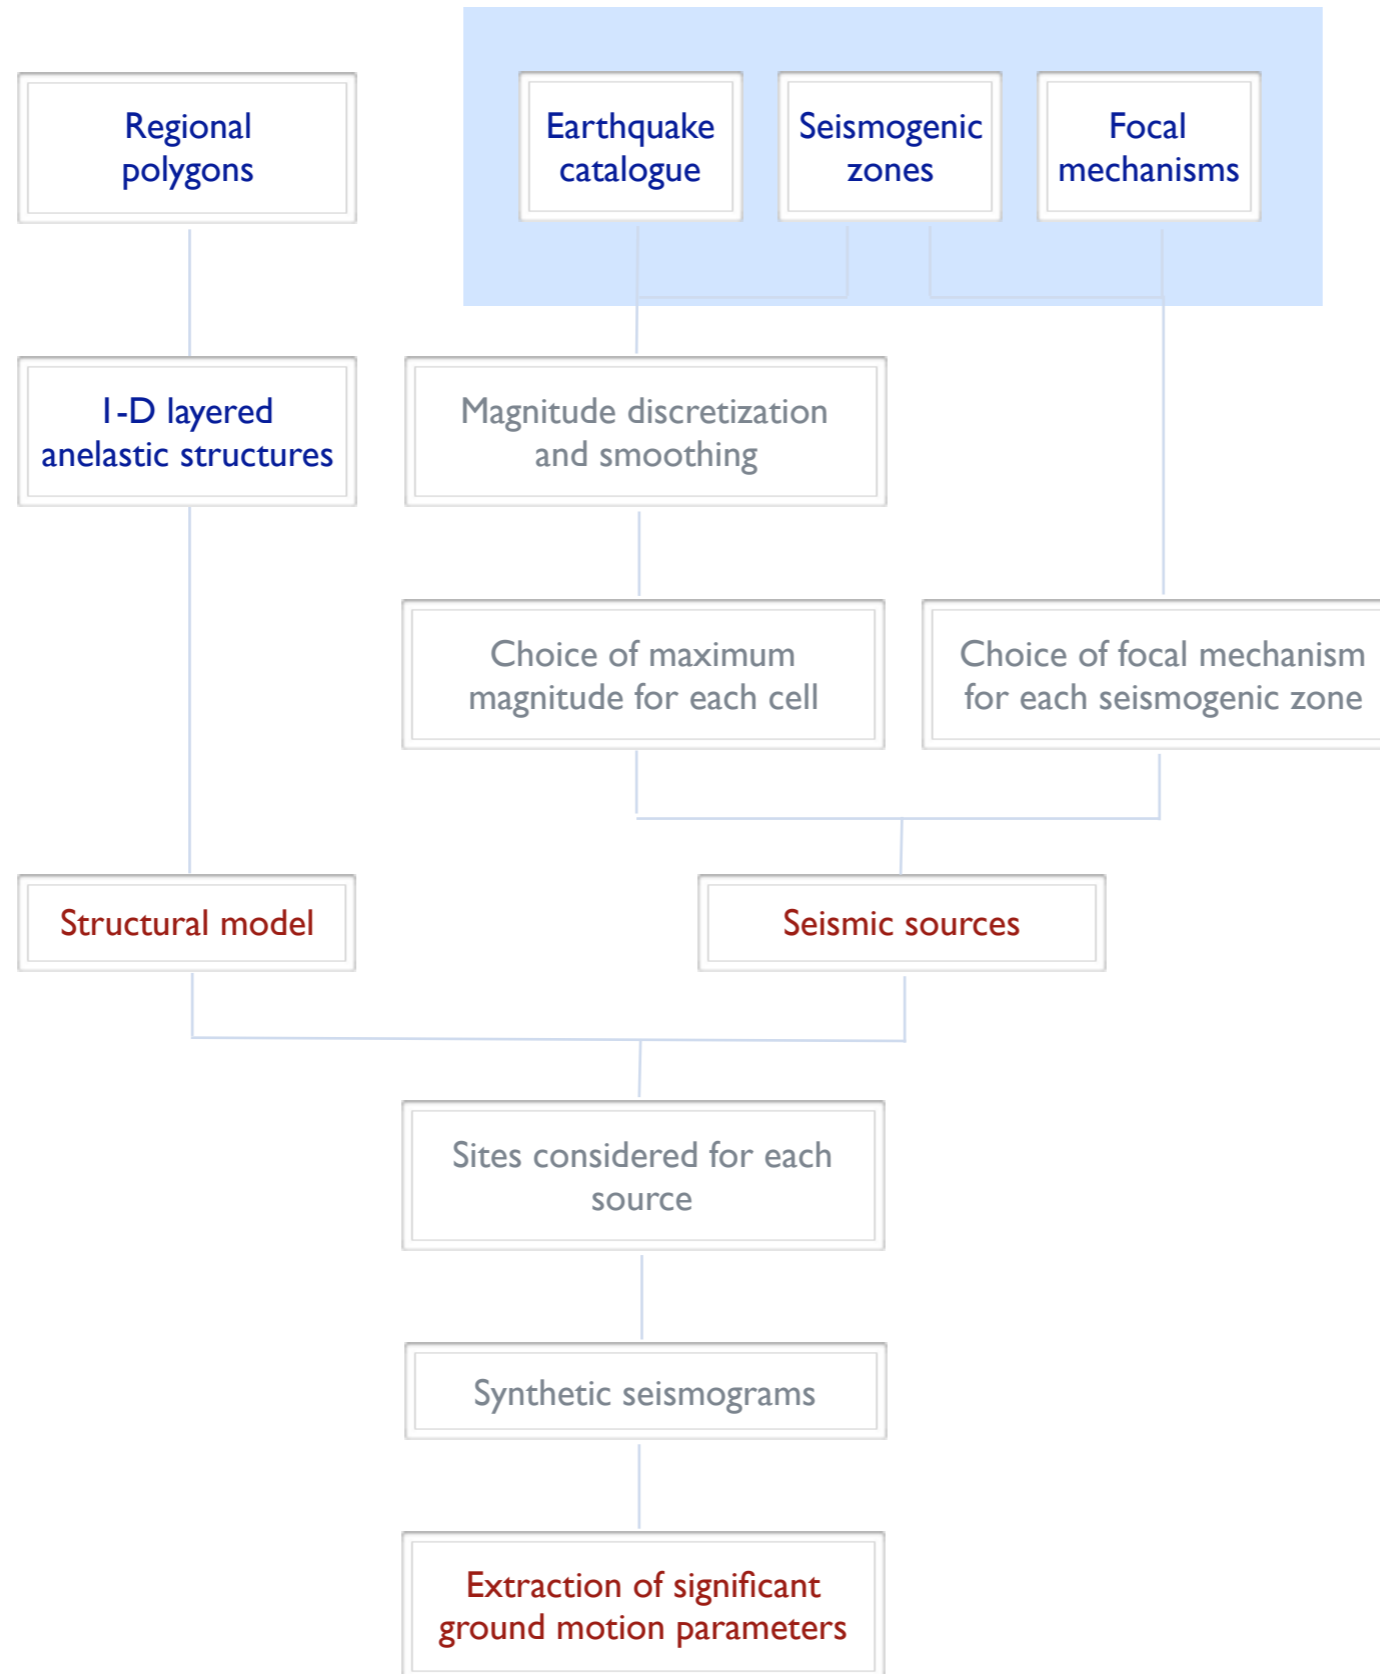 Regional
polygons
Earthquake
catalogue
Seismogenic
zones
Focal
mechanisms
1-D layered
anelastic structures
Magnitude discretization
and smoothing
Choice of maximum
magnitude for each cell
Choice of focal mechanism
for each seismogenic zone
Structural model
Seismic sources
Sites considered for each
source
Synthetic seismograms
Extraction of significant
ground motion parameters